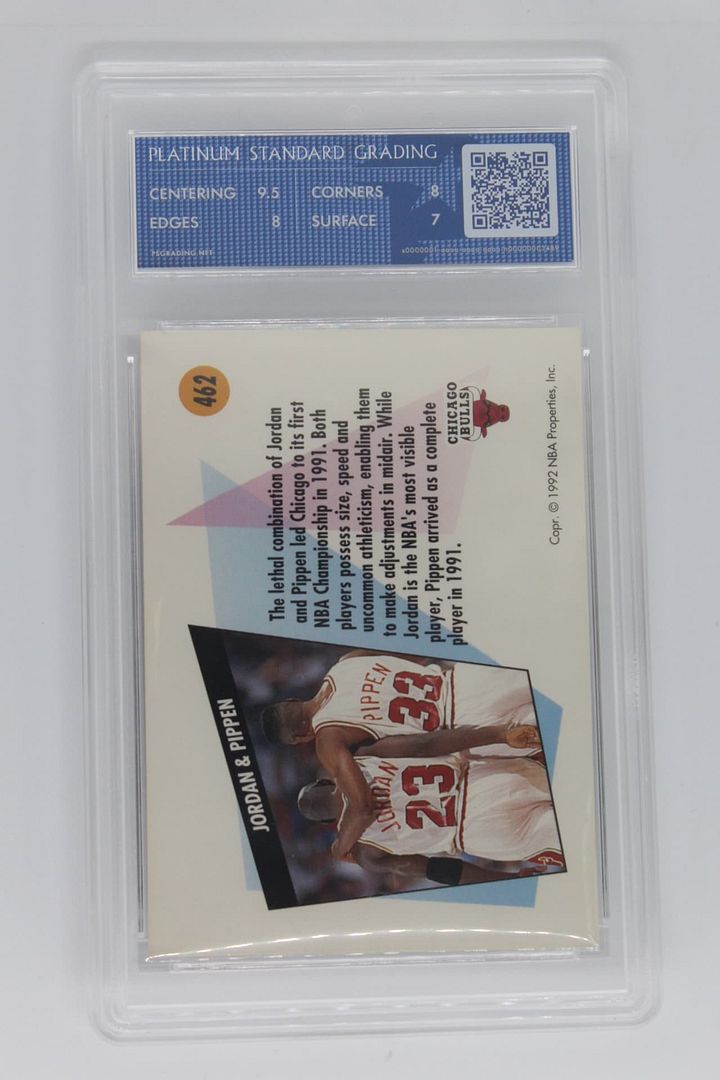 PLATINUM STANDARD GRADING
CENTERING 9.5 CORNERS 8
EDGES 8 SURFACE 7
PSGRADING.NET
462
The lethal combination of Jordan
and Pippen led Chicago to its first
NBA Championship in 1991. Both
players possess size, speed and
uncommon athleticism, enabling them
to make adjustments in midair. While
Jordan is the NBA's most visible
player, Pippen arrived as a complete
player in 1991.
CHICAGO
BULLS
Copr. © 1992 NBA Properties, Inc.
JORDAN & PIPPEN
PIPPEN
33
JORDAN
23